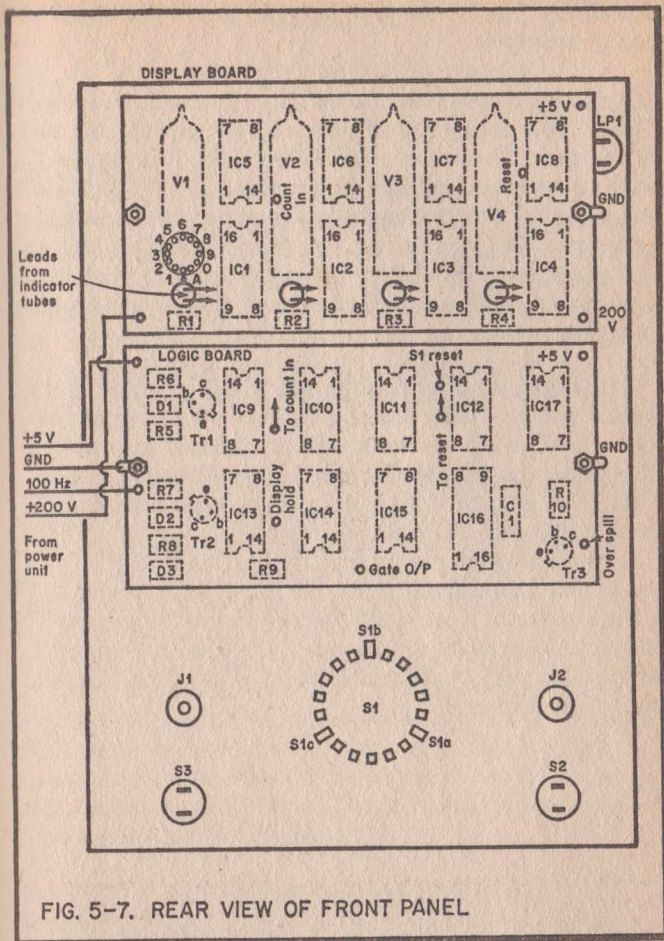 DISPLAY BOARD
+5 V
LP1
7 8
V1
IC5
1 14
V2
7 8
IC6
1 14
V3
7 8
IC7
1 14
V4
7 8
IC8
1 14
Count in
Reset
GND
Leads
from
indicator
tubes
1 2 3 4 5 6 7 8 9 0 A
16 1
IC1
9 8
16 1
IC2
9 8
16 1
IC3
9 8
16 1
IC4
9 8
R1
R2
R3
R4
200
V
LOGIC BOARD
S1 reset
+5 V
R6
D1
R5
b c e
Tr1
14 1
IC9
8 7
To count in
14 1
IC10
8 7
14 1
IC11
8 7
To reset
14 1
IC12
8 7
14 1
IC17
8 7
+5 V
GND
100 Hz
+200 V
GND
From
power
unit
R7
D2
R8
D3
e c b
Tr2
7 8
IC13
1 14
Display
hold
7 8
IC14
1 14
7 8
IC15
1 14
8 9
IC16
1 16
C
1
R
10
b c e
Tr3
Over spill
R9
Gate O/P
S1b
J1
S1
J2
S1c
S1a
S3
S2
FIG. 5-7. REAR VIEW OF FRONT PANEL